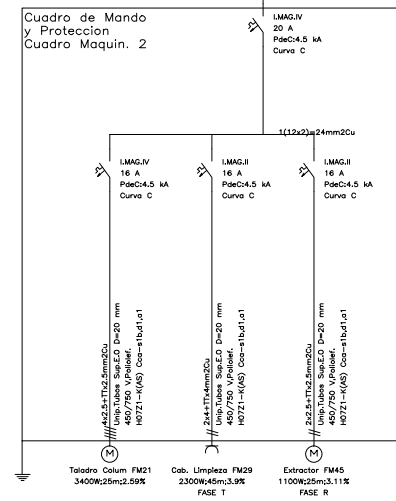 Cuadro de Mando
y Proteccion
Cuadro Maquin. 2
I.MAG.IV
20 A
PdeC:4.5 kA
Curva C
1(12x2)=24mm2Cu
I.MAG.IV
16 A
PdeC:4.5 kA
Curva C
I.MAG.II
16 A
PdeC:4.5 kA
Curva C
I.MAG.II
16 A
PdeC:4.5 kA
Curva C
4x2.5+TTx2.5mm2Cu
Unip.Tubos Sup.E.O D=20 mm
450/750 V,Poliolef.
H07Z1-K(AS) Cca-s1b,d1,a1
2x4+TTx4mm2Cu
Unip.Tubos Sup.E.O D=20 mm
450/750 V,Poliolef.
H07Z1-K(AS) Cca-s1b,d1,a1
2x2.5+TTx2.5mm2Cu
Unip.Tubos Sup.E.O D=20 mm
450/750 V,Poliolef.
H07Z1-K(AS) Cca-s1b,d1,a1
M
M
Taladro Colum FM21
3400W;25m;2.59%
Cab. Limpieza FM29
2300W;45m;3.9%
FASE T
Extractor FM45
1100W;25m;3.11%
FASE R